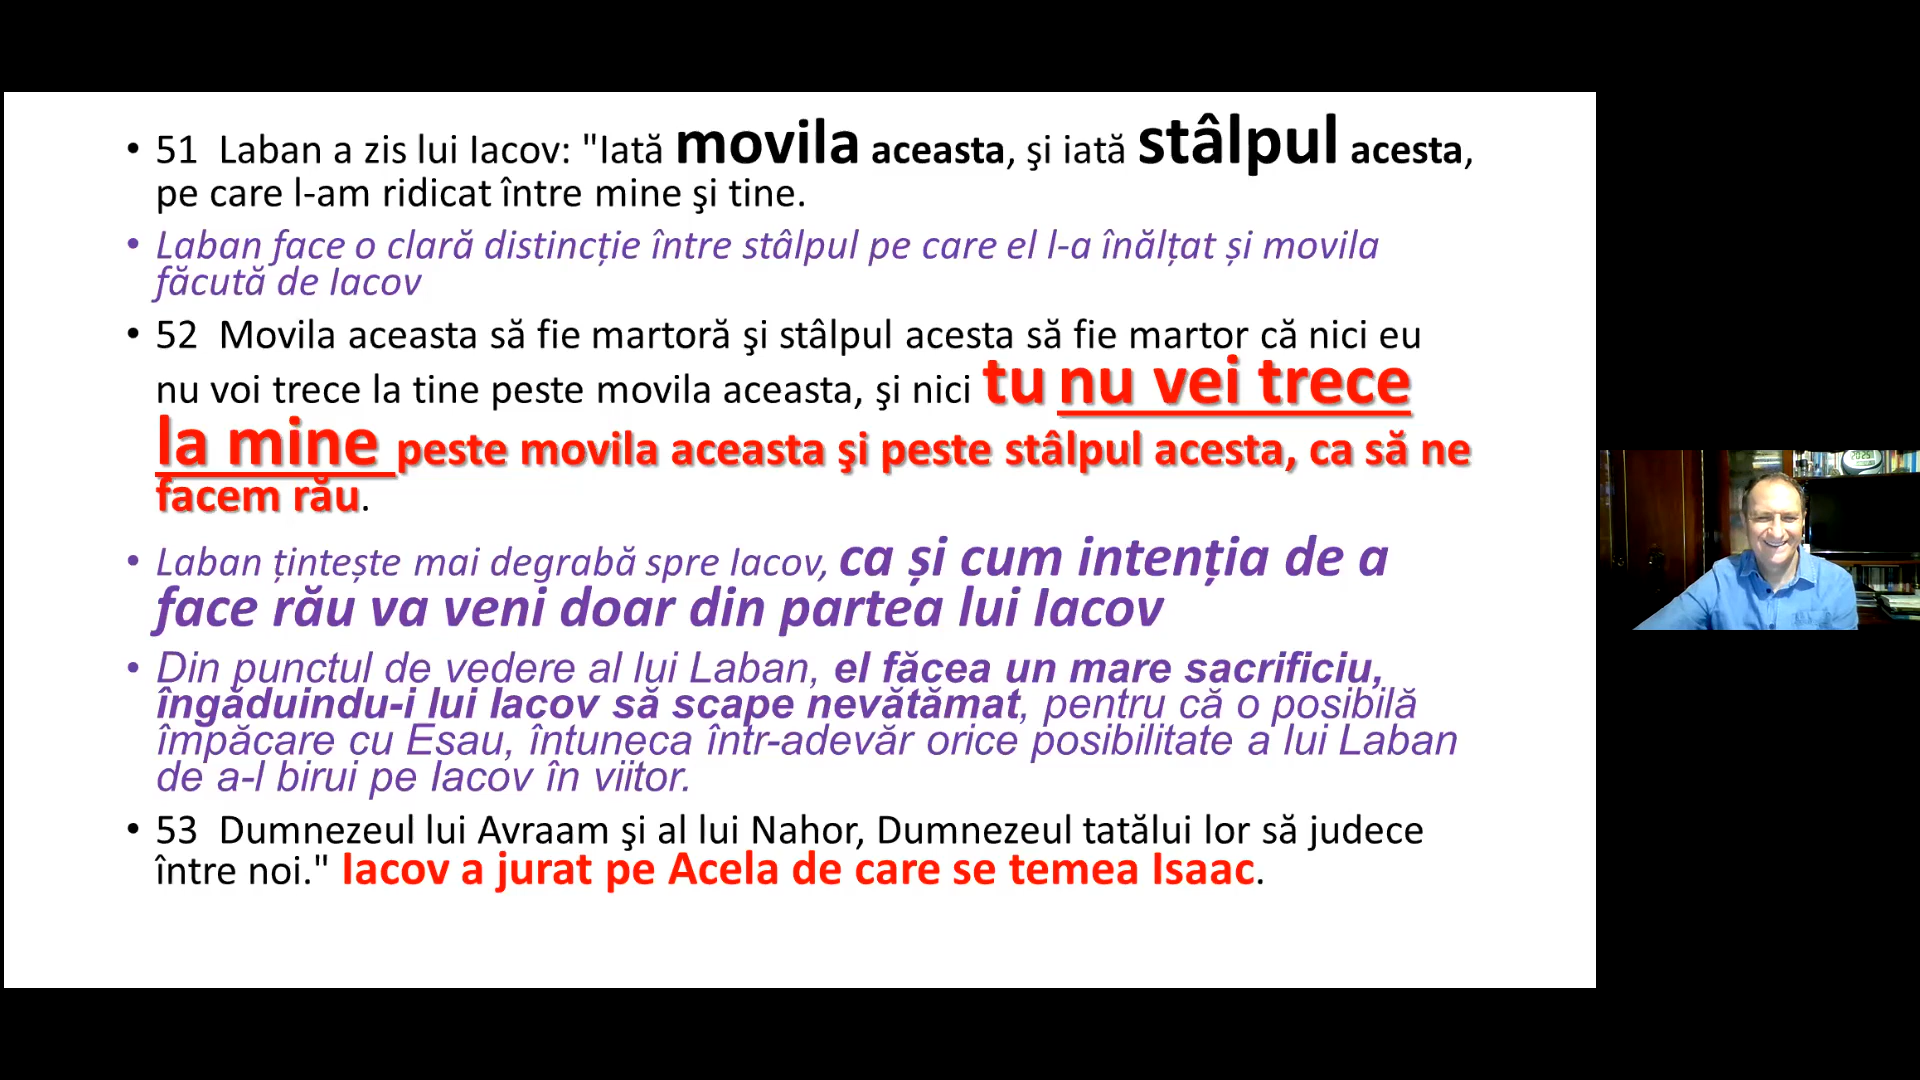 • 51 Laban a zis lui Iacov: "Iată movila aceasta, şi iată stâlpul acesta,
pe care l-am ridicat între mine şi tine.
• Laban face o clară distincție între stâlpul pe care el l-a înălțat și movila
făcută de Iacov
• 52 Movila aceasta să fie martoră şi stâlpul acesta să fie martor că nici eu
nu voi trece la tine peste movila aceasta, şi nici tu nu vei trece
la mine peste movila aceasta şi peste stâlpul acesta, ca să ne
facem rău.
• Laban țintește mai degrabă spre Iacov, ca și cum intenția de a
face rău va veni doar din partea lui Iacov
• Din punctul de vedere al lui Laban, el făcea un mare sacrificiu,
îngăduindu-i lui Iacov să scape nevătămat, pentru că o posibilă
împăcare cu Esau, întuneca într-adevăr orice posibilitate a lui Laban
de a-l birui pe Iacov în viitor.
• 53 Dumnezeul lui Avraam şi al lui Nahor, Dumnezeul tatălui lor să judece
între noi." Iacov a jurat pe Acela de care se temea Isaac.